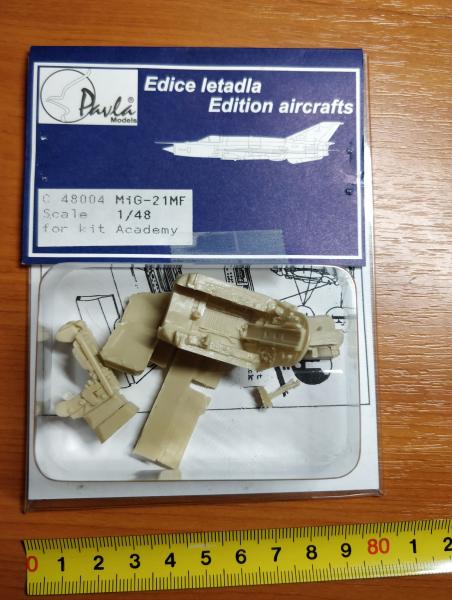 Pavla
Models
Edice letadla
Edition aircrafts
C 48004 MiG-21MF
Scale 1/48
for kit Academy
0 1 2 3 4 5 6 7 8 9 80 1 2